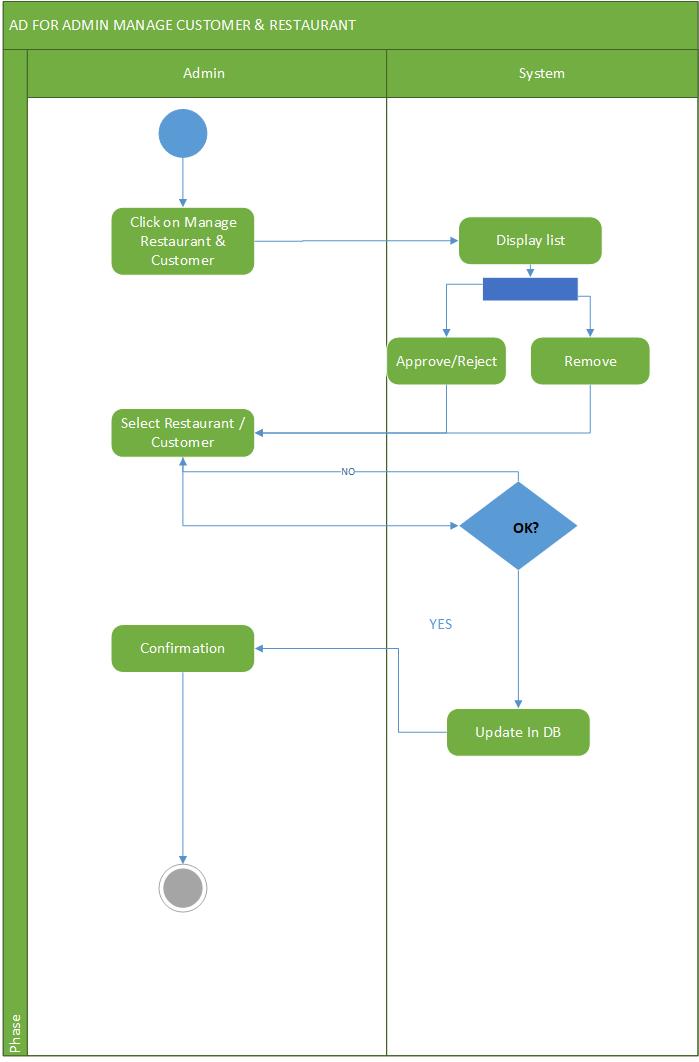 AD FOR ADMIN MANAGE CUSTOMER & RESTAURANT
Admin
System
Click on Manage
Restaurant &
Customer
Display list
Approve/Reject
Remove
Select Restaurant /
Customer
NO
OK?
YES
Confirmation
Update In DB
Phase